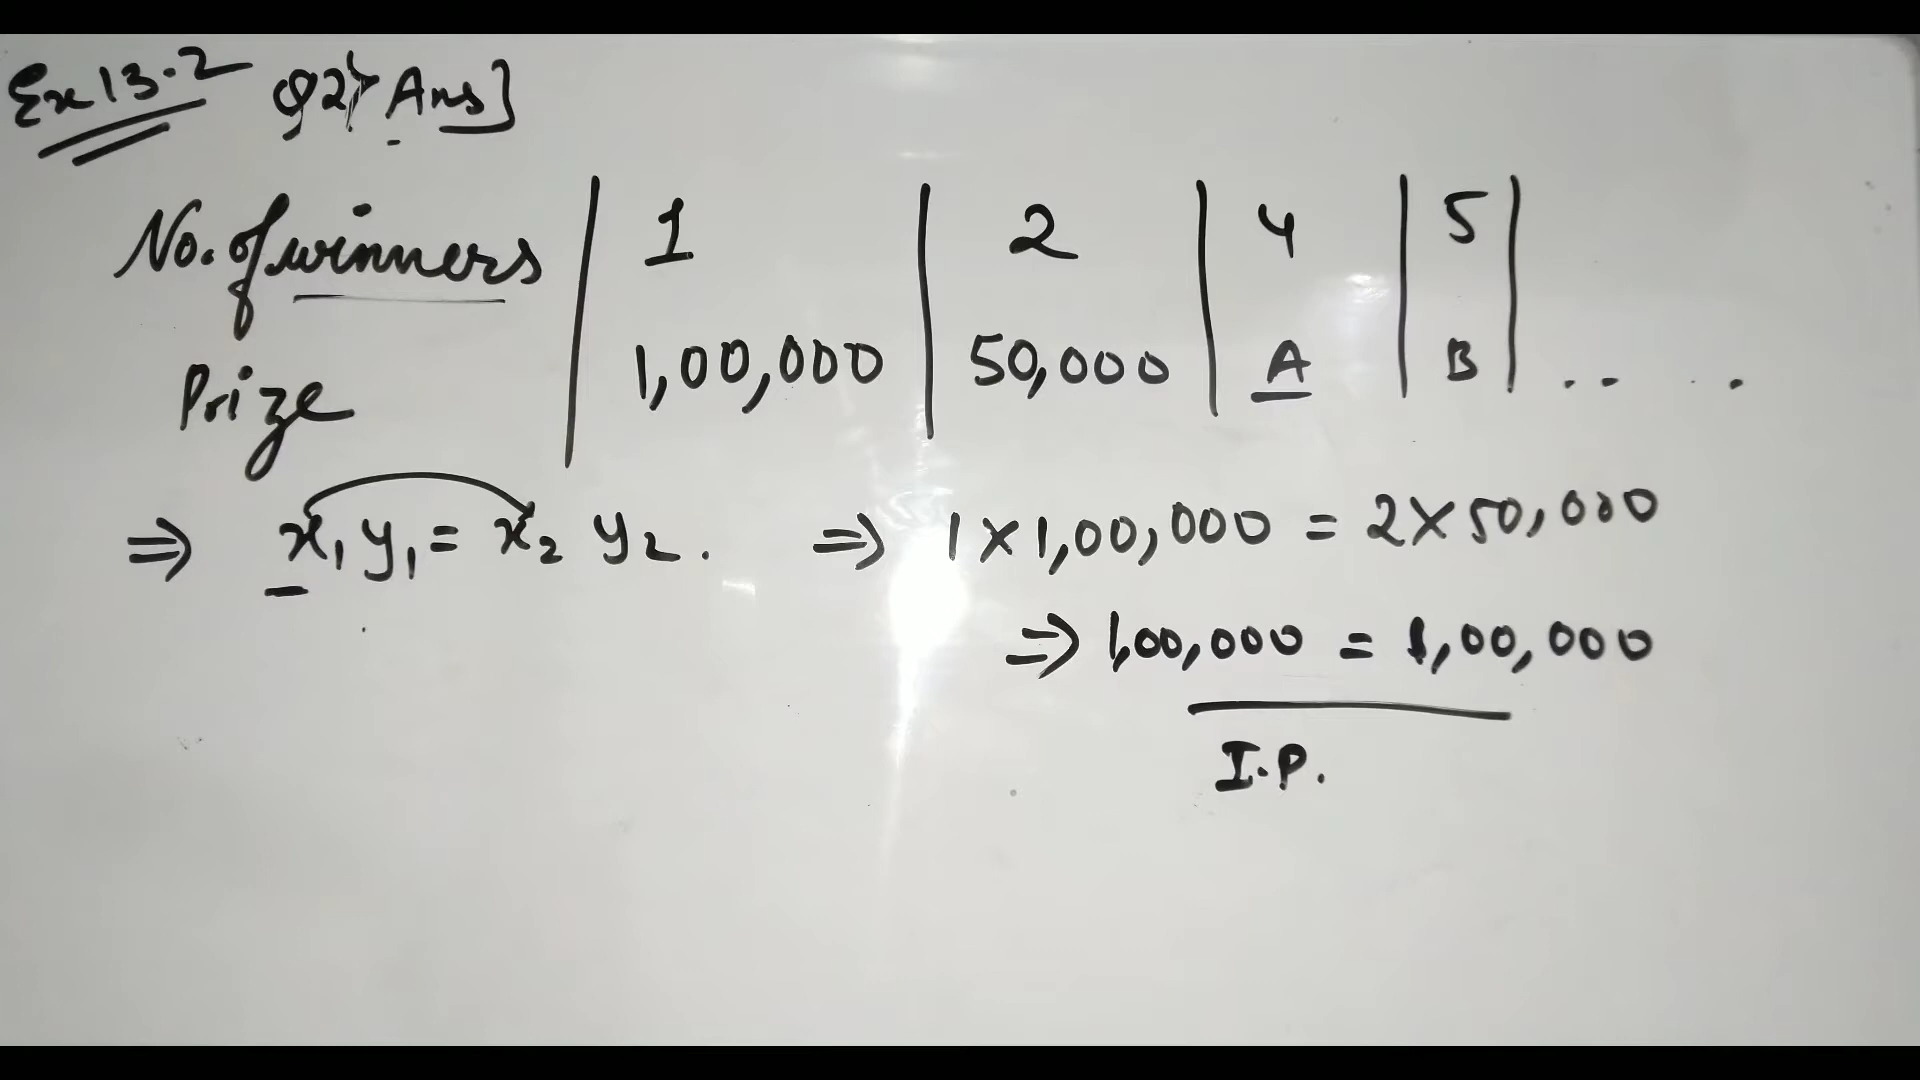 Ex 13.2 Q2) Ans]
No. of winners | 1 | 2 | 4 | 5 |
Prize | 1,00,000 | 50,000 | A | B | .. . .
⇒ x₁ y₁ = x₂ y₂. ⇒ 1 × 1,00,000 = 2 × 50,000
⇒ 1,00,000 = 1,00,000
I.P.